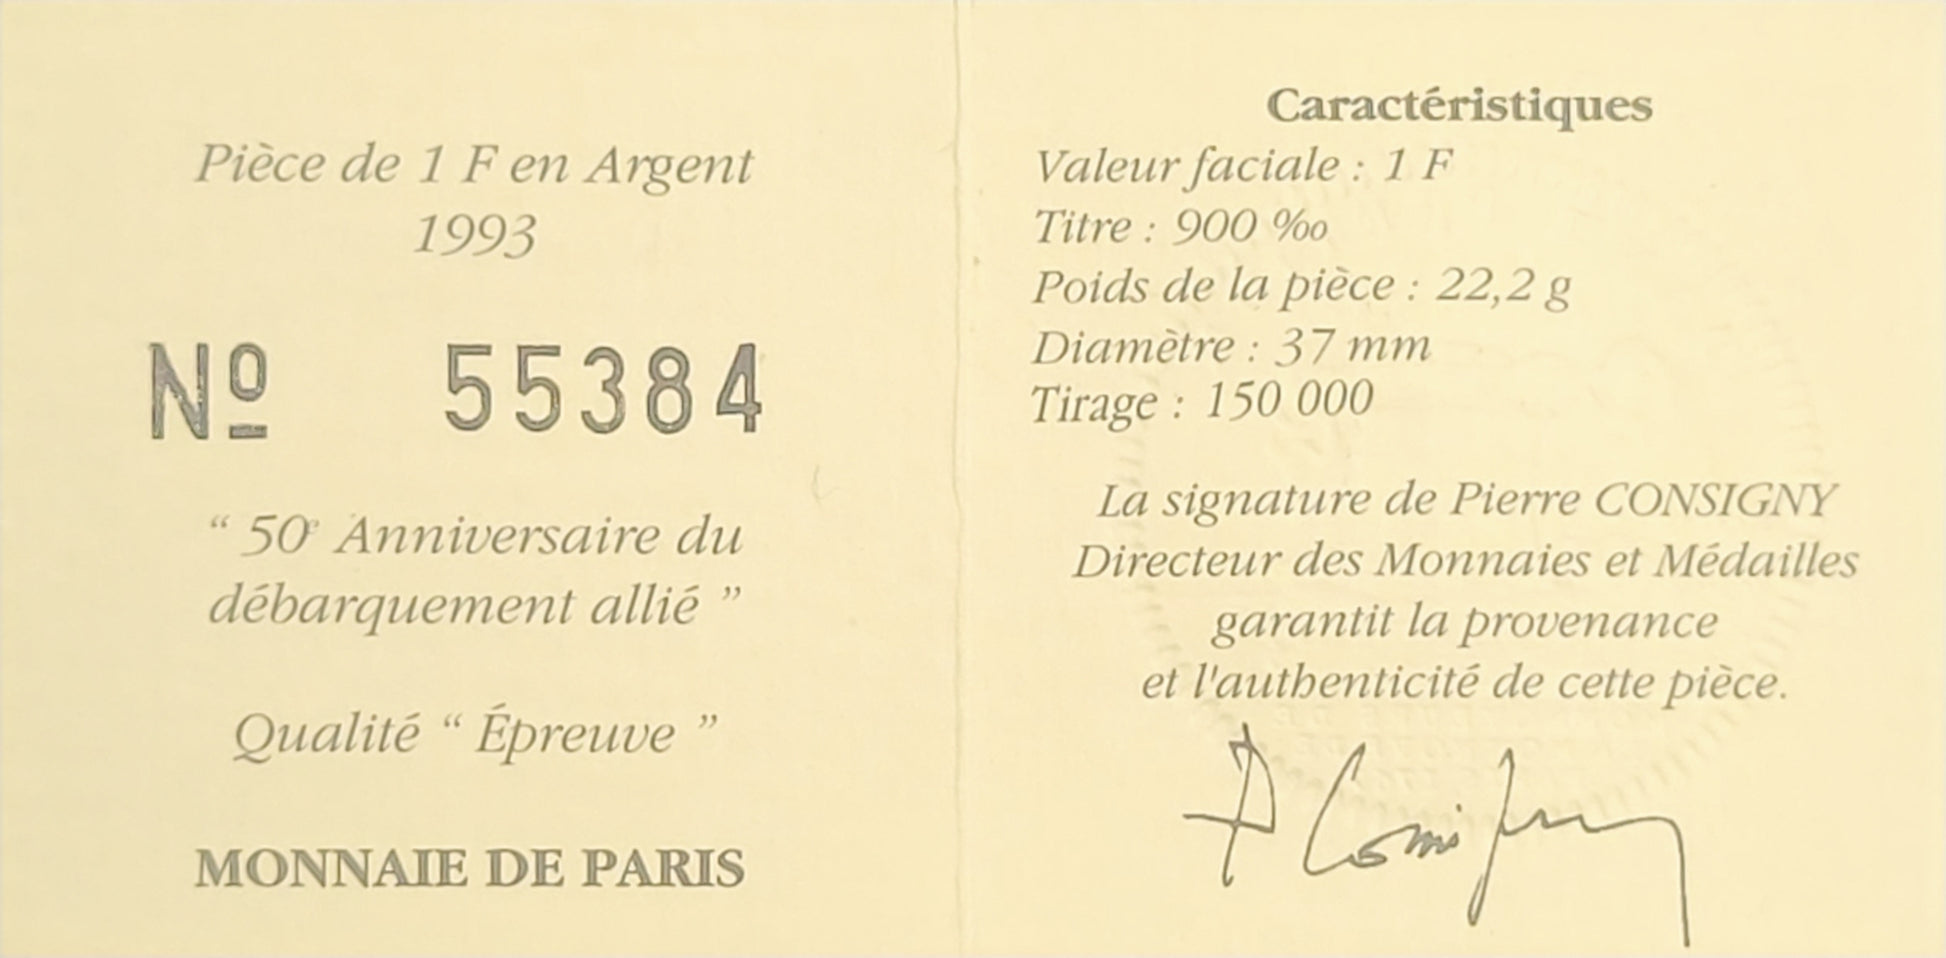 Pièce de 1 F en Argent
1993
Nº 55384
“ 50e Anniversaire du
débarquement allié ”
Qualité “ Épreuve ”
MONNAIE DE PARIS
Caractéristiques
Valeur faciale : 1 F
Titre : 900 ‰
Poids de la pièce : 22,2 g
Diamètre : 37 mm
Tirage : 150 000
La signature de Pierre CONSIGNY
Directeur des Monnaies et Médailles
garantit la provenance
et l'authenticité de cette pièce.
P Consigny